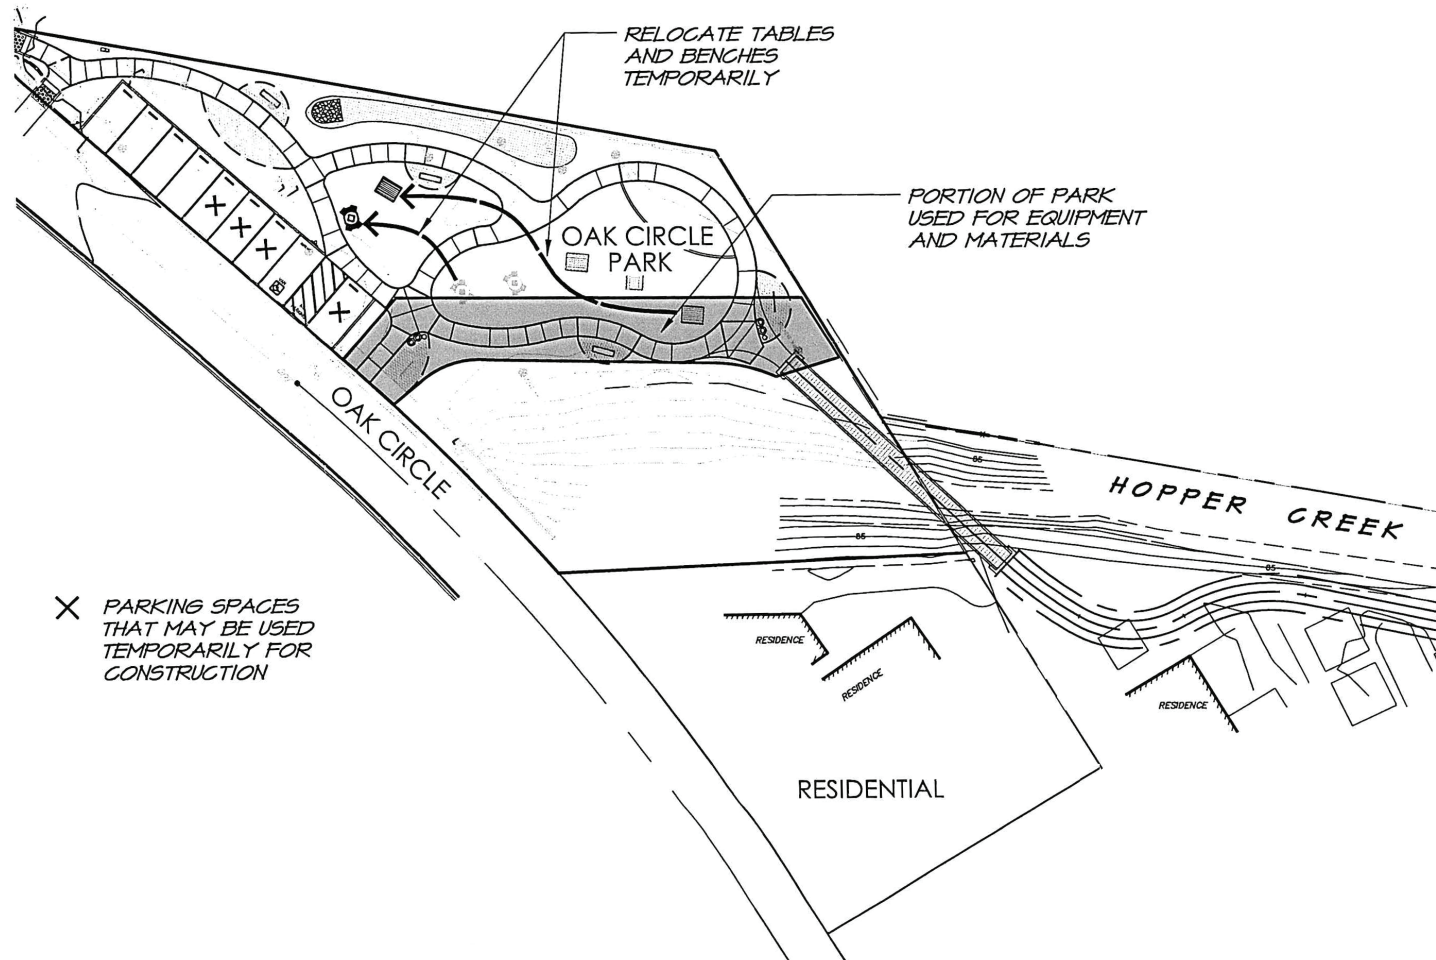 RELOCATE TABLES
AND BENCHES
TEMPORARILY
PORTION OF PARK
USED FOR EQUIPMENT
AND MATERIALS
OAK CIRCLE
PARK
OAK CIRCLE
HOPPER CREEK
85
85
85
X PARKING SPACES
THAT MAY BE USED
TEMPORARILY FOR
CONSTRUCTION
RESIDENCE
RESIDENCE
RESIDENCE
RESIDENTIAL